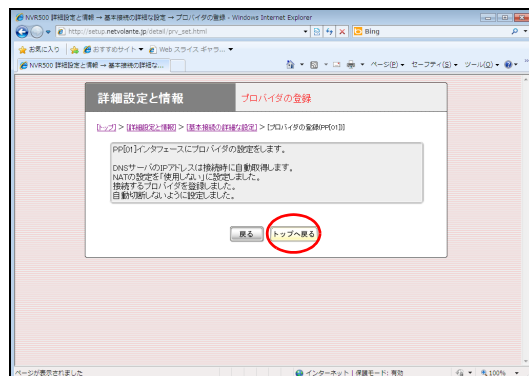 NVR500 詳細設定と情報 → 基本接続の詳細な設定 → プロバイダの登録 - Windows Internet Explorer
http://setup.netvolante.jp/detail/prv_set.html
Bing
お気に入り おすすめサイト ▼ Web スライス ギャラ... ▼
NVR500 詳細設定と情報 → 基本接続の詳細な...
ページ(P) ▼ セーフティ(S) ▼ ツール(O) ▼
詳細設定と情報 プロバイダの登録
[トップ] > [詳細設定と情報] > [基本接続の詳細な設定] > [プロバイダの登録(PP[01])]
PP[01]インタフェースにプロバイダの設定をします。
DNSサーバのIPアドレスは接続時に自動取得します。
NATの設定を「使用しない」に設定しました。
接続するプロバイダを登録しました。
自動切断しないように設定しました。
戻る トップへ戻る
ページが表示されました インターネット | 保護モード: 有効 100% ▼